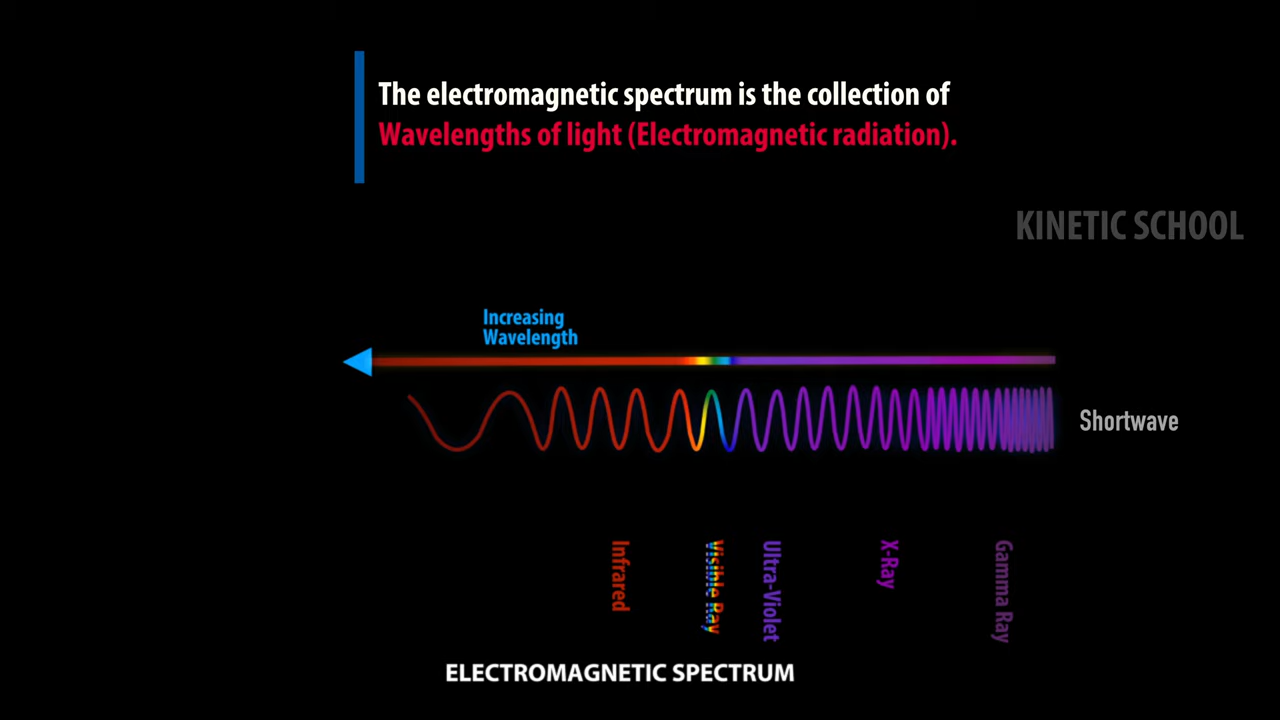 The electromagnetic spectrum is the collection of
Wavelengths of light (Electromagnetic radiation).
KINETIC SCHOOL
Increasing
Wavelength
Shortwave
Infrared
Visible Ray
Ultra-Violet
X-Ray
Gamma Ray
ELECTROMAGNETIC SPECTRUM